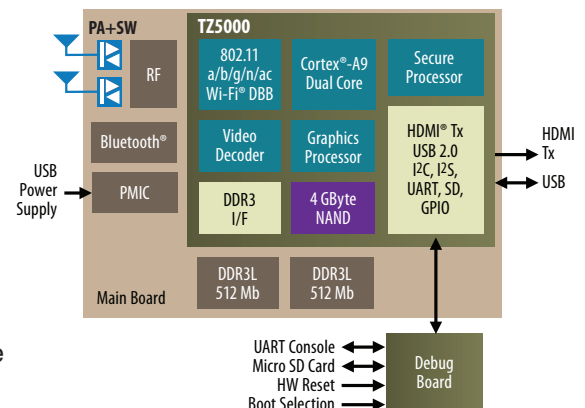 PA+SW
TZ5000
RF
802.11
a/b/g/n/ac
Wi-Fi® DBB
Cortex®-A9
Dual Core
Secure
Processor
Bluetooth®
Video
Decoder
Graphics
Processor
HDMI® Tx
USB 2.0
I²C, I²S,
UART, SD,
GPIO
HDMI
Tx
USB
USB
Power
Supply
PMIC
DDR3
I/F
4 GByte
NAND
Main Board
DDR3L
512 Mb
DDR3L
512 Mb
e
UART Console
Micro SD Card
HW Reset
Boot Selection
Debug
Board